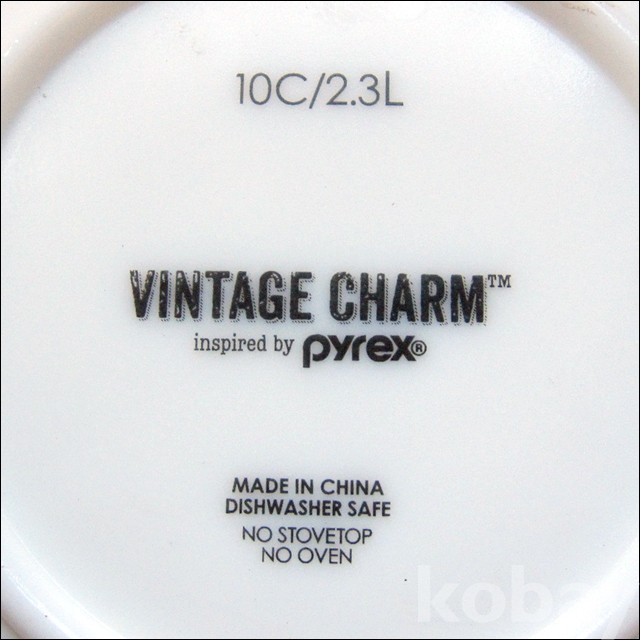 10C/2.3L
VINTAGE CHARM™
inspired by pyrex®
MADE IN CHINA
DISHWASHER SAFE
NO STOVETOP
NO OVEN